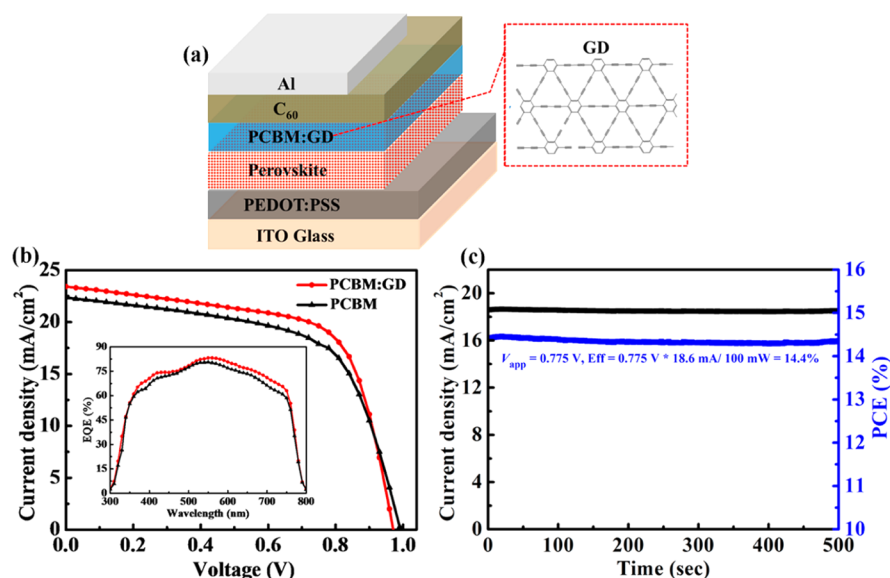 (a)
GD
Al
C60
PCBM:GD
Perovskite
PEDOT:PSS
ITO Glass
(b)
25
20
15
10
5
0
Current density (mA/cm2)
0.0 0.2 0.4 0.6 0.8 1.0
Voltage (V)
PCBM:GD
PCBM
90
75
60
45
30
15
0
EQE (%)
300 400 500 600 700 800
Wavelength (nm)
(c)
20
16
12
8
4
0
Current density (mA/cm2)
Vapp = 0.775 V, Eff = 0.775 V * 18.6 mA/ 100 mW = 14.4%
16
15
14
13
12
11
10
PCE (%)
0 100 200 300 400 500
Time (sec)